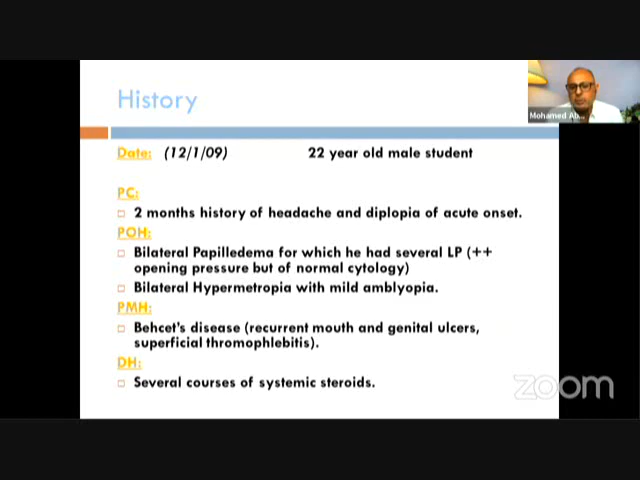 History
Date: (12/1/09) 22 year old male student
PC:
2 months history of headache and diplopia of acute onset.
POH:
Bilateral Papilledema for which he had several LP (++
opening pressure but of normal cytology)
Bilateral Hypermetropia with mild amblyopia.
PMH:
Behcet's disease (recurrent mouth and genital ulcers,
superficial thromophlebitis).
DH:
Several courses of systemic steroids.
Mohamed
zoom